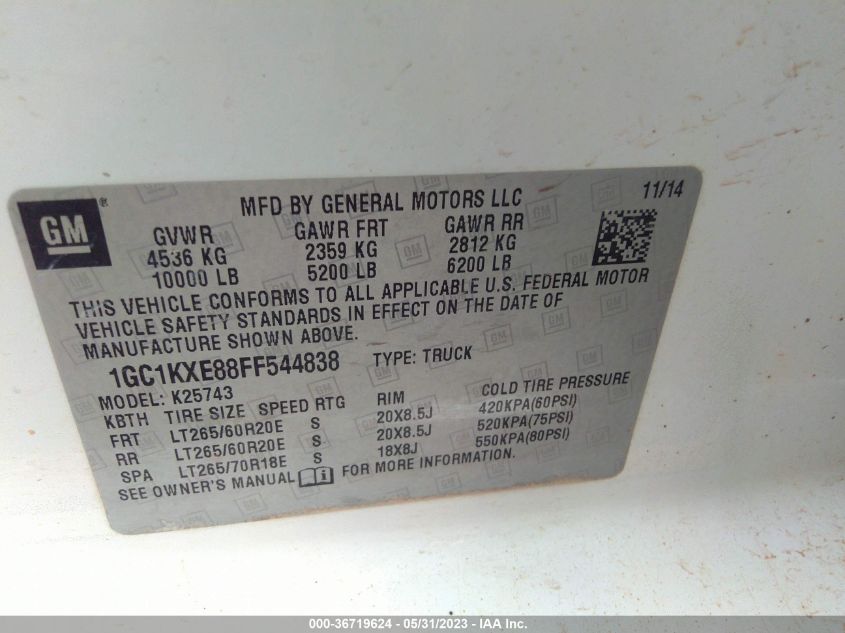 GM
®
MFD BY GENERAL MOTORS LLC
11/14
GVWR GAWR FRT GAWR RR
4536 KG 2359 KG 2812 KG
10000 LB 5200 LB 6200 LB
THIS VEHICLE CONFORMS TO ALL APPLICABLE U.S. FEDERAL MOTOR
VEHICLE SAFETY STANDARDS IN EFFECT ON THE DATE OF
MANUFACTURE SHOWN ABOVE.
1GC1KXE88FF544838 TYPE: TRUCK
MODEL: K25743
KBTH TIRE SIZE SPEED RTG RIM COLD TIRE PRESSURE
FRT LT265/60R20E S 20X8.5J 420KPA(60PSI)
RR LT265/60R20E S 20X8.5J 520KPA(75PSI)
SPA LT265/70R18E S 18X8J 550KPA(80PSI)
SEE OWNER'S MANUAL FOR MORE INFORMATION.
000-36719624 - 05/31/2023 - IAA Inc.